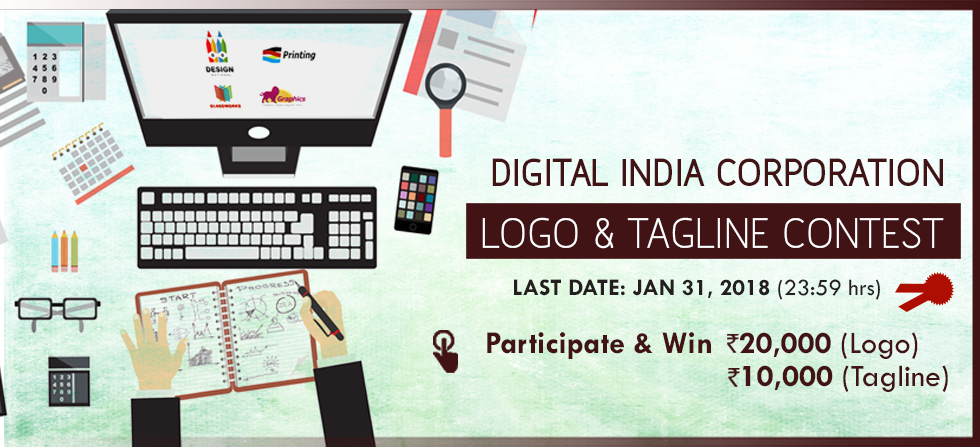 1 2 3
4 5 6
7 8 9
0
DESIGN
Printing
CLASSWORKS
Graphics
START
PROGRESS
DIGITAL INDIA CORPORATION
LOGO & TAGLINE CONTEST
LAST DATE: JAN 31, 2018 (23:59 hrs)
Participate & Win ₹20,000 (Logo)
₹10,000 (Tagline)